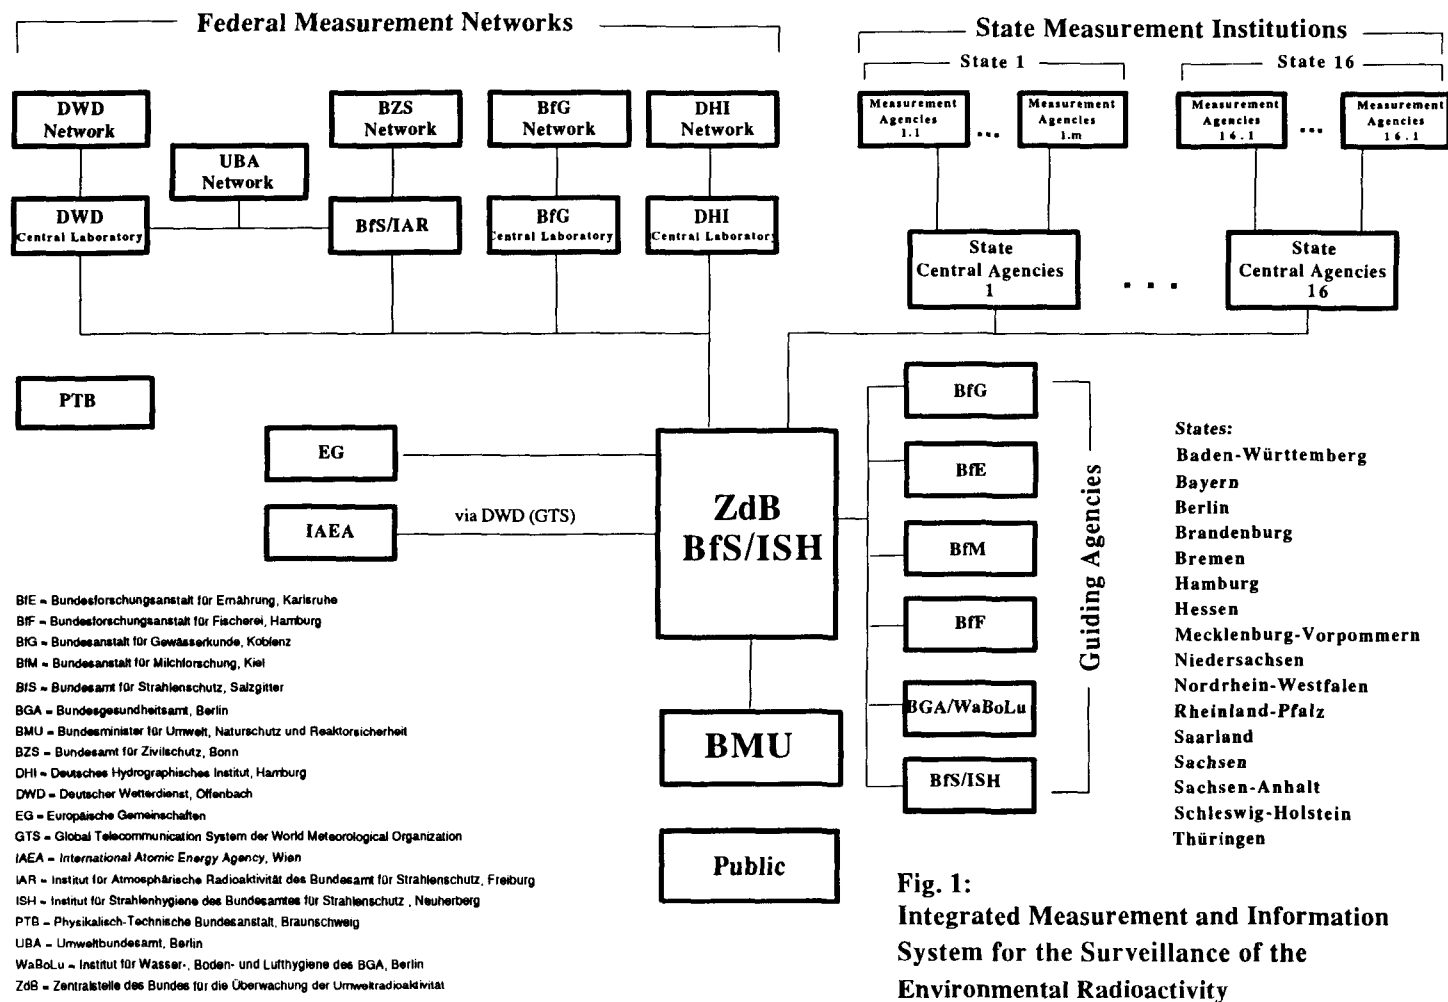 Federal Measurement Networks
State Measurement Institutions
State 1
State 16
DWD
Network
BZS
Network
BfG
Network
DHI
Network
Measurement
Agencies
1.1
...
Measurement
Agencies
1.m
Measurement
Agencies
16.1
...
Measurement
Agencies
16.1
UBA
Network
DWD
Central Laboratory
BfS/IAR
BfG
Central Laboratory
DHI
Central Laboratory
State
Central Agencies
1
. . .
State
Central Agencies
16
PTB
EG
IAEA
via DWD (GTS)
ZdB
BfS/ISH
BfG
BfE
BfM
BfF
BGA/WaBoLu
BfS/ISH
Guiding Agencies
BMU
Public
States:
Baden-Württemberg
Bayern
Berlin
Brandenburg
Bremen
Hamburg
Hessen
Mecklenburg-Vorpommern
Niedersachsen
Nordrhein-Westfalen
Rheinland-Pfalz
Saarland
Sachsen
Sachsen-Anhalt
Schleswig-Holstein
Thüringen
BfE = Bundesforschungsanstalt für Ernährung, Karlsruhe
BfF = Bundesforschungsanstalt für Fischerei, Hamburg
BfG = Bundesanstalt für Gewässerkunde, Koblenz
BfM = Bundesanstalt für Milchforschung, Kiel
BfS = Bundesamt für Strahlenschutz, Salzgitter
BGA = Bundesgesundheitsamt, Berlin
BMU = Bundesminister für Umwelt, Naturschutz und Reaktorsicherheit
BZS = Bundesamt für Zivilschutz, Bonn
DHI = Deutsches Hydrographisches Institut, Hamburg
DWD = Deutscher Wetterdienst, Offenbach
EG = Europäische Gemeinschaften
GTS = Global Telecommunication System der World Meteorological Organization
IAEA = International Atomic Energy Agency, Wien
IAR = Institut für Atmosphärische Radioaktivität des Bundesamt für Strahlenschutz, Freiburg
ISH = Institut für Strahlenhygiene des Bundesamtes für Strahlenschutz , Neuherberg
PTB = Physikalisch-Technische Bundesanstalt, Braunschweig
UBA = Umweltbundesamt, Berlin
WaBoLu = Institut für Wasser-, Boden- und Lufthygiene des BGA, Berlin
ZdB = Zentralstelle des Bundes für die Überwachung der Umweltradioaktivität
Fig. 1:
Integrated Measurement and Information
System for the Surveillance of the
Environmental Radioactivity